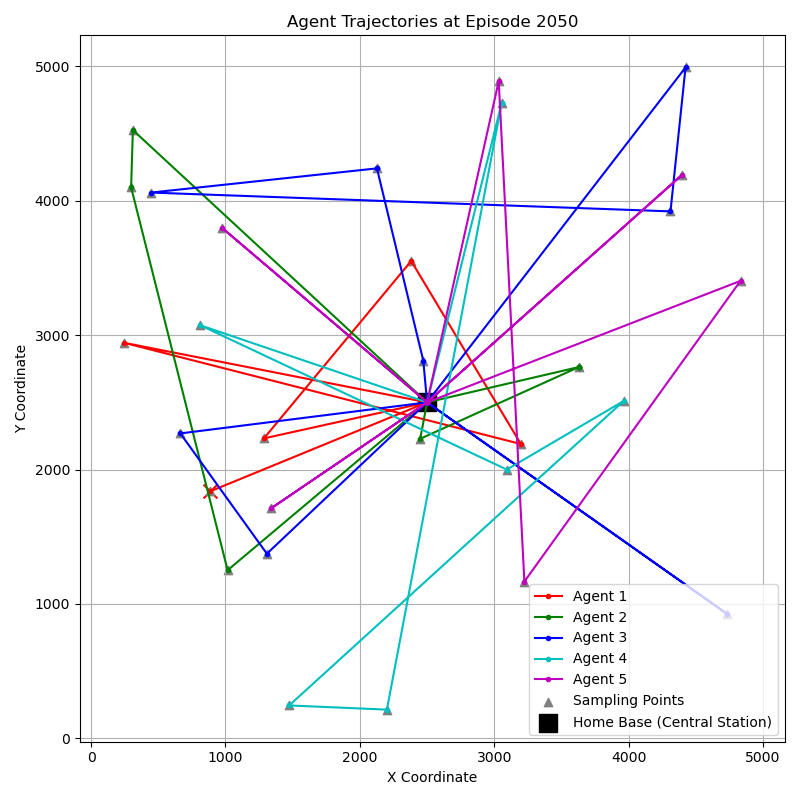 Agent Trajectories at Episode 2050
Y Coordinate
5000
4000
3000
2000
1000
0
Agent 1
Agent 2
Agent 3
Agent 4
Agent 5
Sampling Points
Home Base (Central Station)
0 1000 2000 3000 4000 5000
X Coordinate